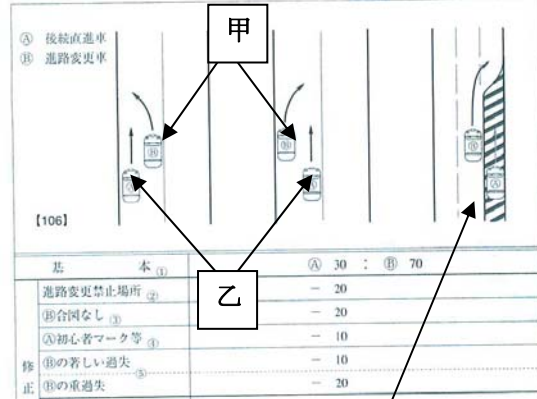 甲
Ⓐ 後続直進車
Ⓑ 進路変更車
Ⓑ Ⓑ Ⓑ
Ⓐ
【106】
乙
基 本 ① Ⓐ 30 : Ⓑ 70
修正
進路変更禁止場所 ② － 20
Ⓑ合図なし ③ － 20
Ⓐ初心者マーク等 ④ － 10
Ⓑの著しい過失 ⑤ － 10
Ⓑの重過失 － 20